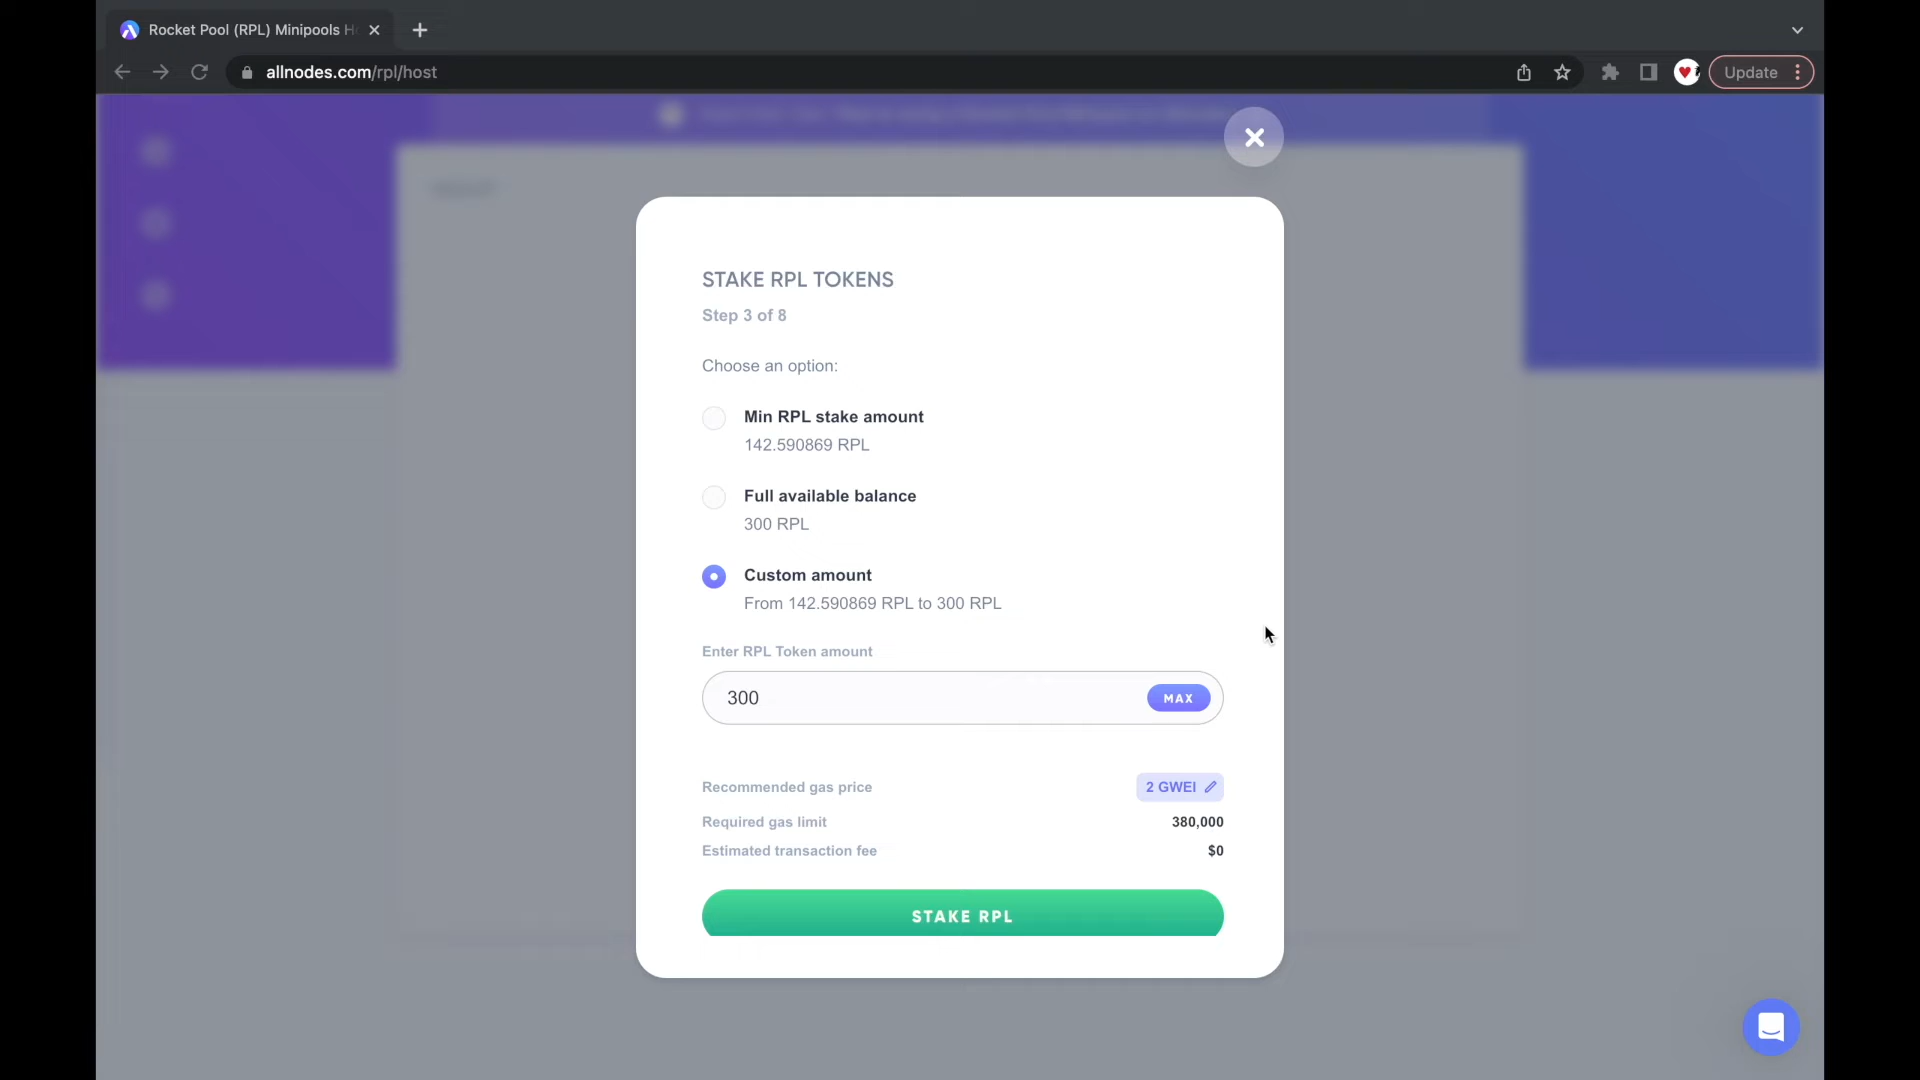 Rocket Pool (RPL) Minipools H
allnodes.com/rpl/host
Update
STAKE RPL TOKENS
Step 3 of 8
Choose an option:
Min RPL stake amount
142.590869 RPL
Full available balance
300 RPL
Custom amount
From 142.590869 RPL to 300 RPL
Enter RPL Token amount
300
MAX
Recommended gas price
2 GWEI
Required gas limit
380,000
Estimated transaction fee
$0
STAKE RPL